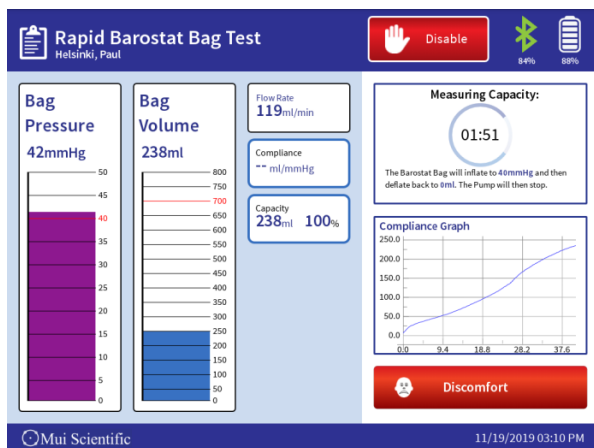 Rapid Barostat Bag Test
Helsinki, Paul
Disable
84%
88%
Bag
Pressure
42mmHg
50
45
40
35
30
25
20
15
10
5
0
Bag
Volume
238ml
800
750
700
650
600
550
500
450
400
350
300
250
200
150
100
50
0
Flow Rate
119ml/min
Compliance
-- ml/mmHg
Capacity
238ml 100%
Measuring Capacity:
01:51
The Barostat Bag will inflate to 40mmHg and then
deflate back to 0ml. The Pump will then stop.
Compliance Graph
250.0
200.0
150.0
100.0
50.0
0.0
0.0 9.4 18.8 28.2 37.6
Discomfort
Mui Scientific
11/19/2019 03:10 PM